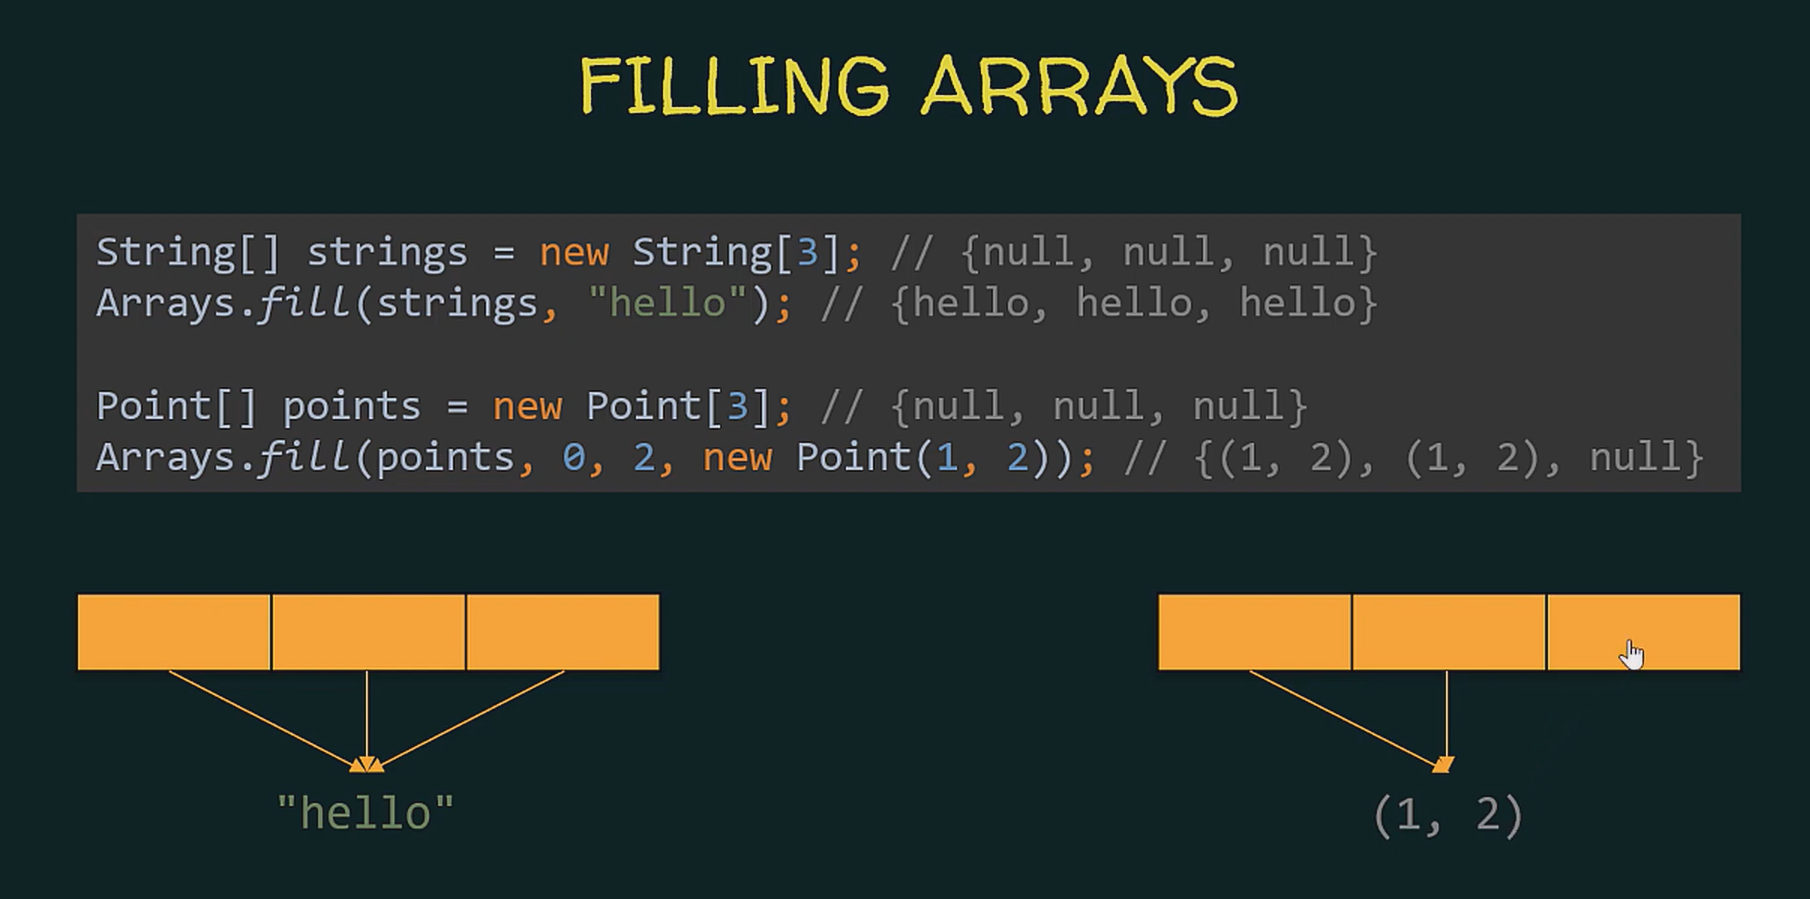 FILLING ARRAYS
String[] strings = new String[3]; // {null, null, null}
Arrays.fill(strings, "hello"); // {hello, hello, hello}
Point[] points = new Point[3]; // {null, null, null}
Arrays.fill(points, 0, 2, new Point(1, 2)); // {(1, 2), (1, 2), null}
"hello"
(1, 2)